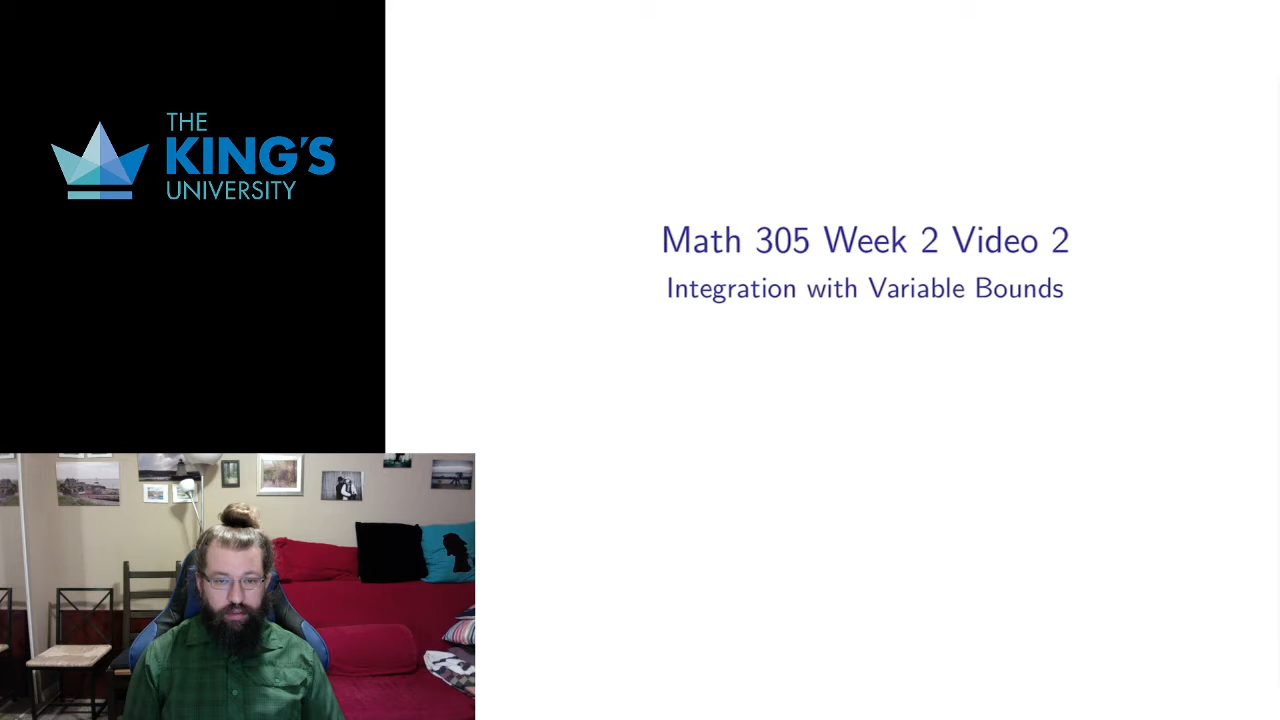 THE
KING'S
UNIVERSITY
Math 305 Week 2 Video 2
Integration with Variable Bounds